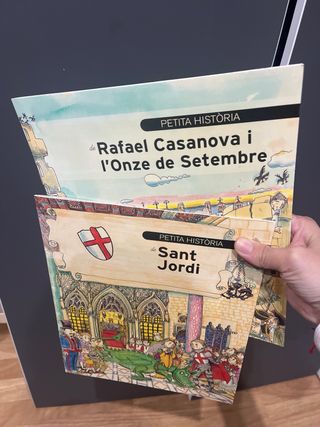 PETITA HISTÒRIA
de Rafael Casanova i
l'Onze de Setembre
PETITA HISTÒRIA
de Sant
Jordi